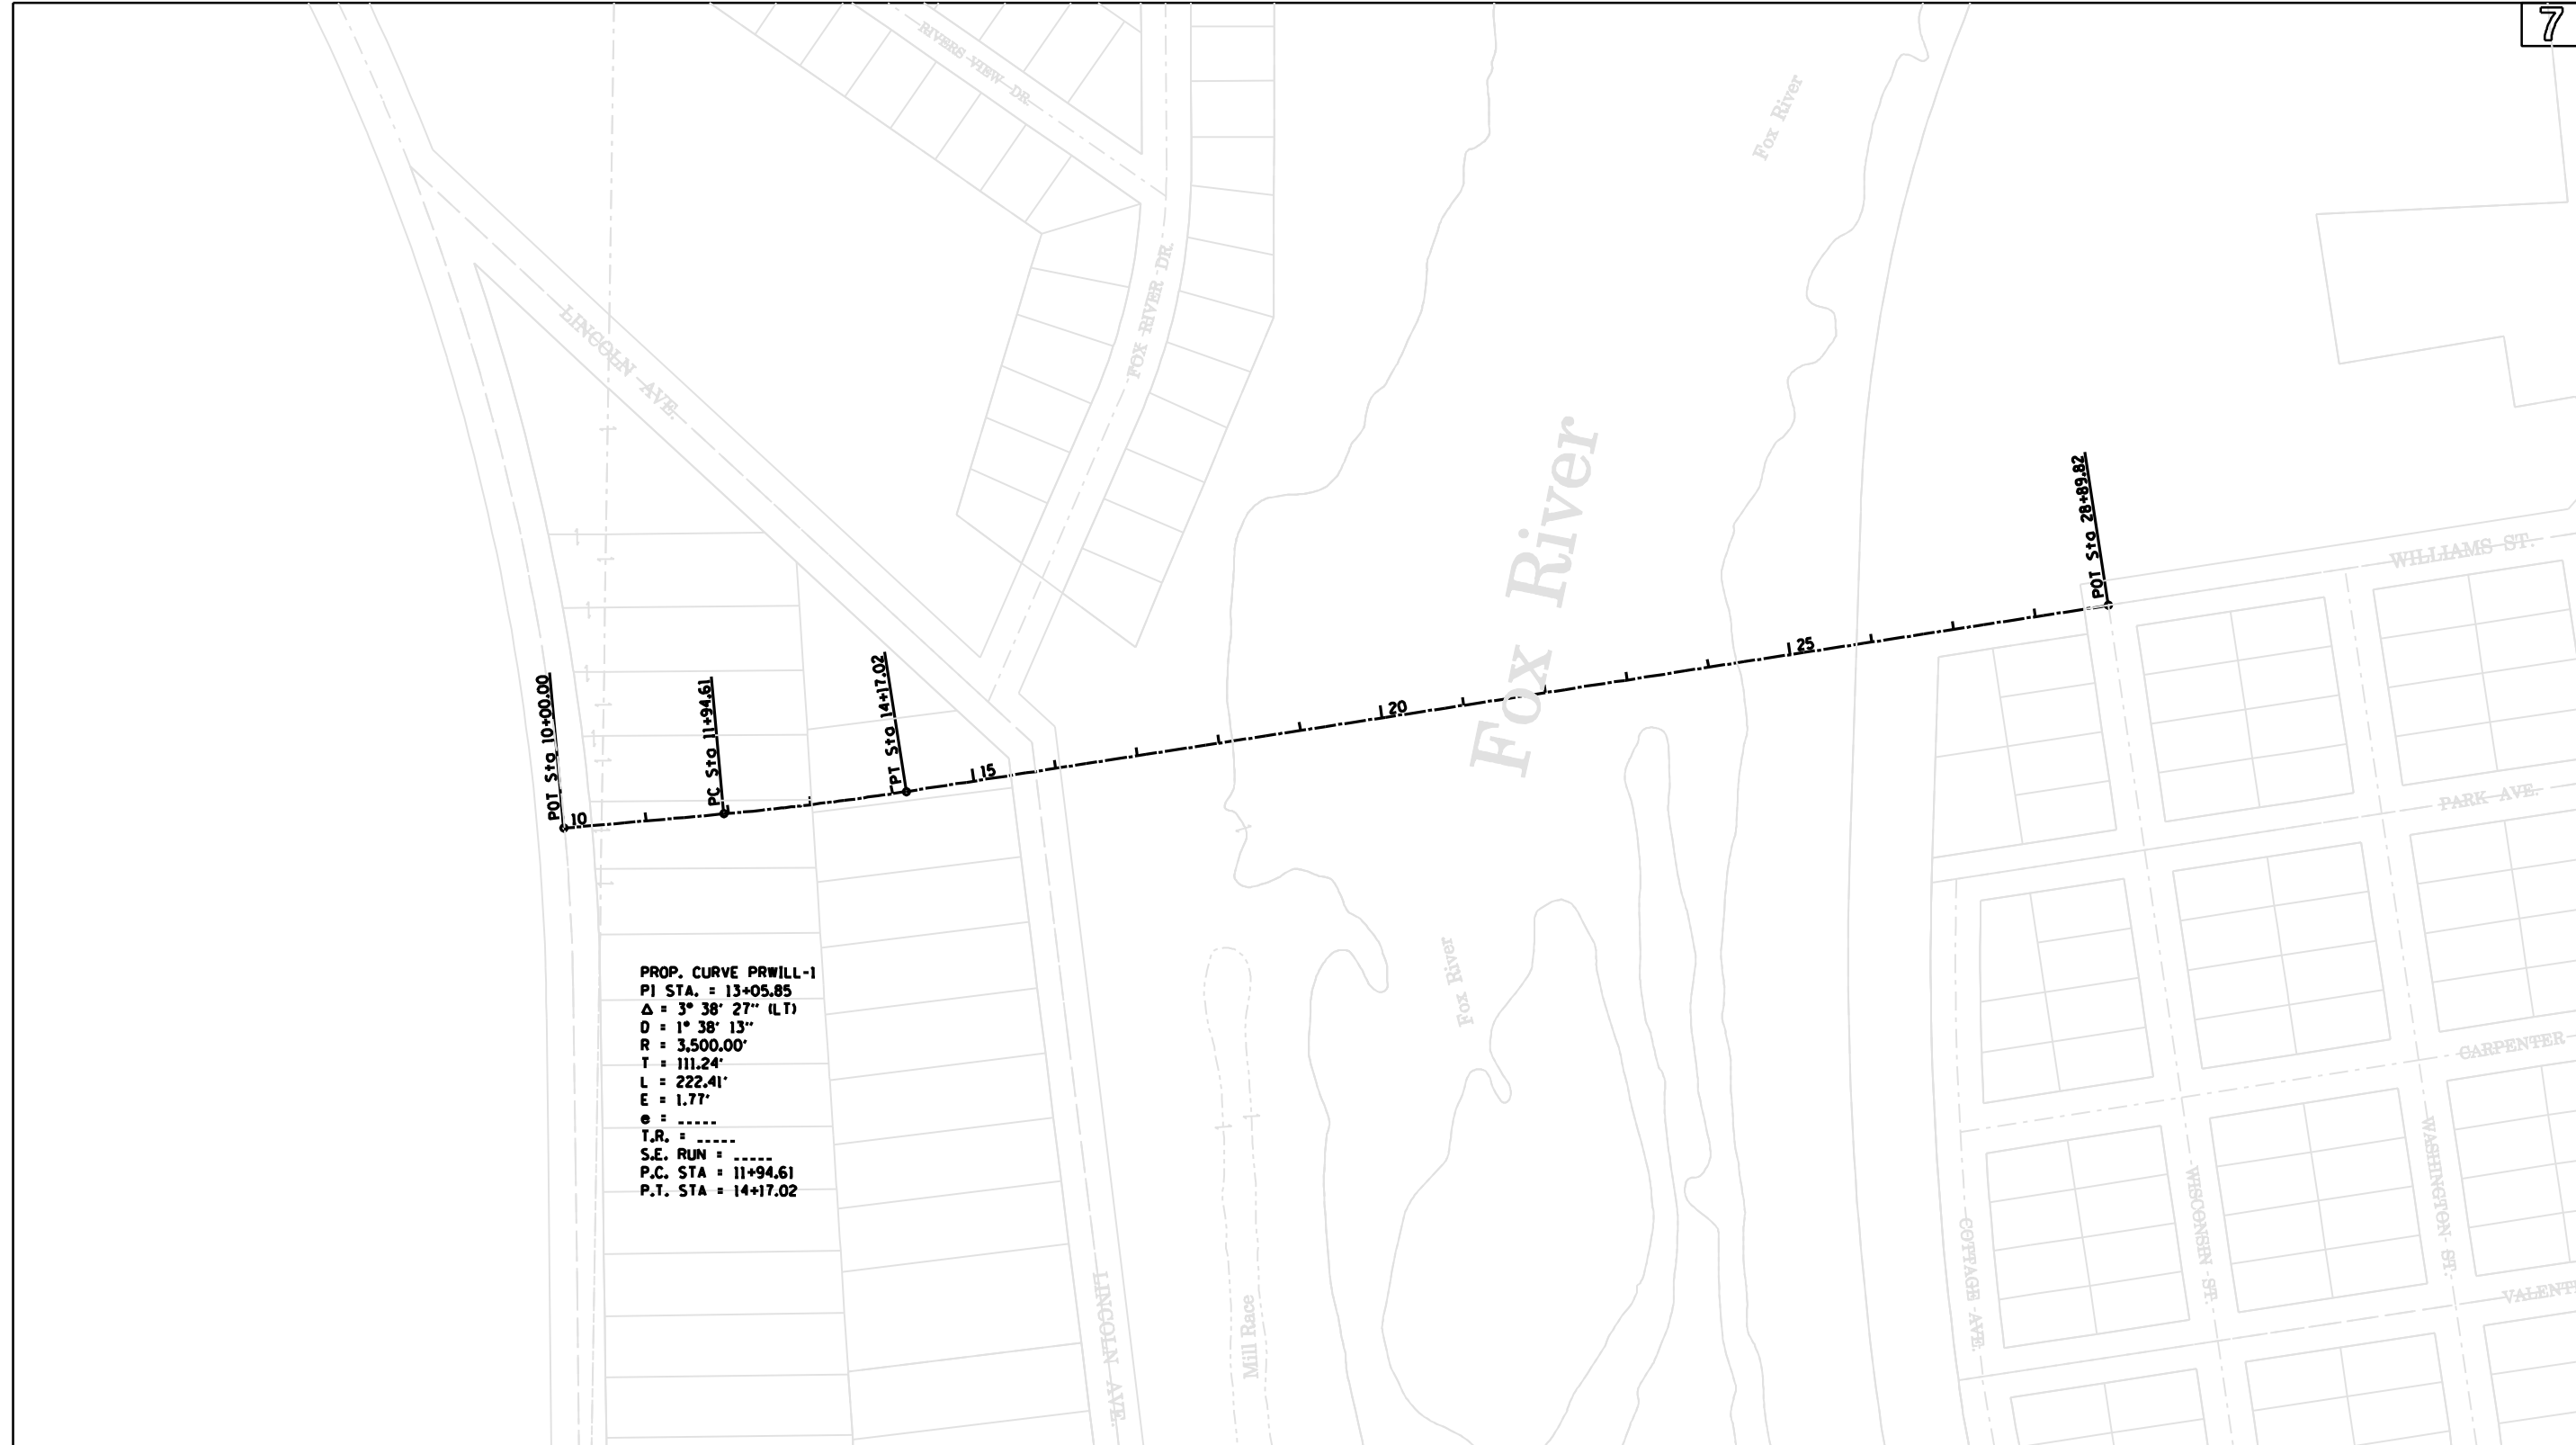 7
RIVERS VIEW DR.
Fox River
FOX RIVER DR.
LINCOLN AVE.
Fox River
POT Sta 28+89.82
WILLIAMS ST.
POT Sta 10+00.00
PC Sta 11+94.61
PT Sta 14+17.02
10
15
20
25
PARK AVE.
Fox River
PROP. CURVE PRWILL-1
PI STA. = 13+05.85
Δ = 3° 38' 27" (LT)
D = 1° 38' 13"
R = 3,500.00'
T = 111.24'
L = 222.41'
E = 1.77'
e = -----
T.R. = -----
S.E. RUN = -----
P.C. STA = 11+94.61
P.T. STA = 14+17.02
CARPENTER
WASHINGTON ST.
WISCONSIN ST.
COTTAGE AVE.
VALENTI
LINCOLN AVE.
Mill Race